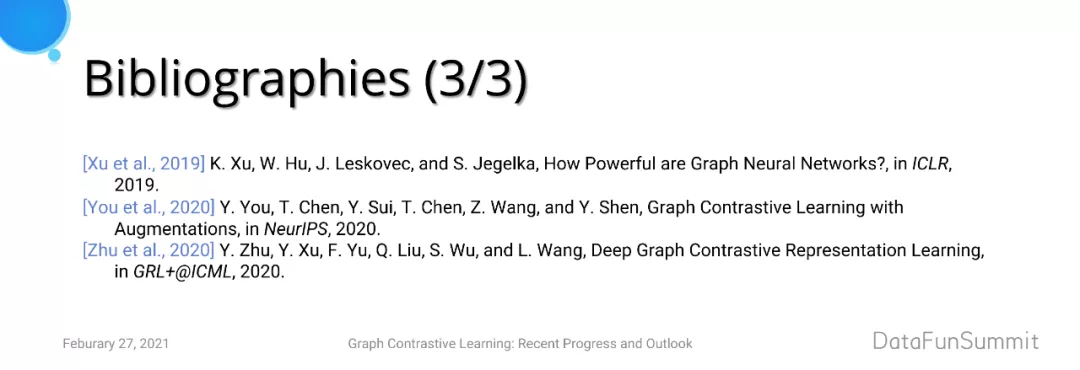 Bibliographies (3/3)
[Xu et al., 2019] K. Xu, W. Hu, J. Leskovec, and S. Jegelka, How Powerful are Graph Neural Networks?, in ICLR,
2019.
[You et al., 2020] Y. You, T. Chen, Y. Sui, T. Chen, Z. Wang, and Y. Shen, Graph Contrastive Learning with
Augmentations, in NeurIPS, 2020.
[Zhu et al., 2020] Y. Zhu, Y. Xu, F. Yu, Q. Liu, S. Wu, and L. Wang, Deep Graph Contrastive Representation Learning,
in GRL+@ICML, 2020.
Feburary 27, 2021
Graph Contrastive Learning: Recent Progress and Outlook
DataFunSummit